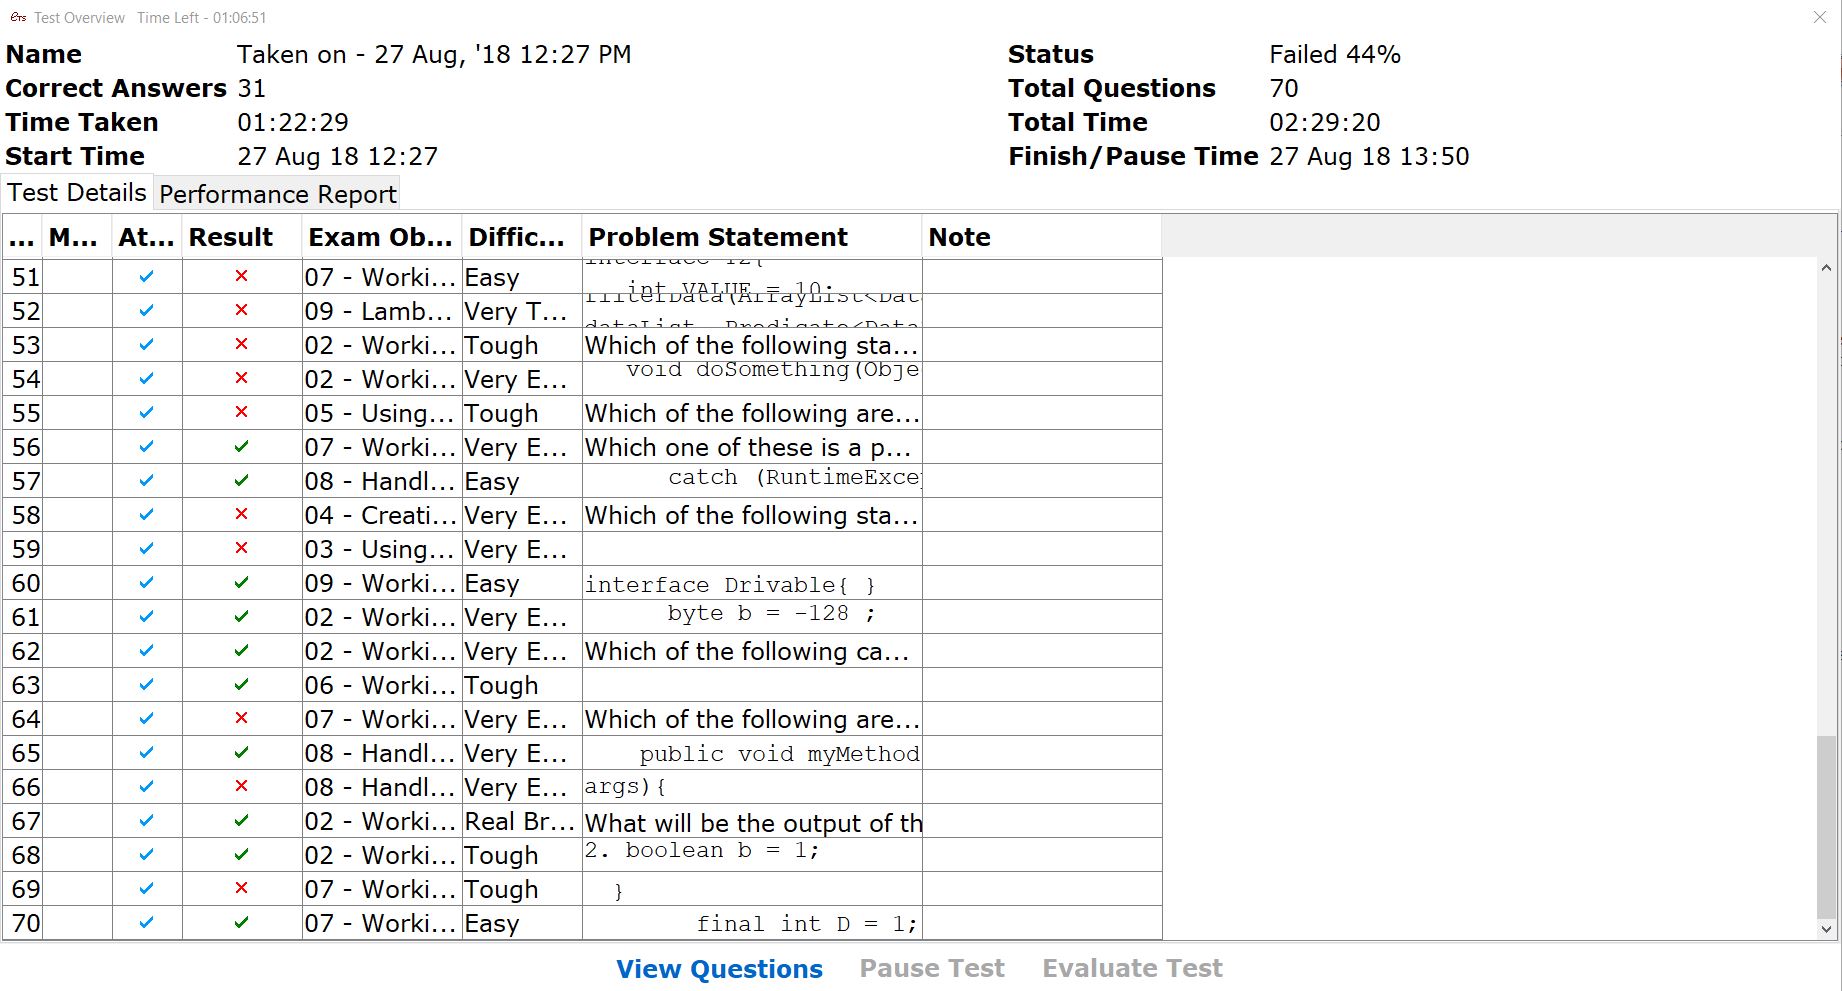 eTs Test Overview Time Left - 01:06:51
Name Taken on - 27 Aug, '18 12:27 PM Status Failed 44%
Correct Answers 31 Total Questions 70
Time Taken 01:22:29 Total Time 02:29:20
Start Time 27 Aug 18 12:27 Finish/Pause Time 27 Aug 18 13:50
Test Details Performance Report
... M... At... Result Exam Ob... Diffic... Problem Statement Note
interface I2{
51 07 - Worki... Easy int VALUE = 10;
filterData(ArrayList<Data
52 09 - Lamb... Very T...
dataList, Predicate<Data
53 02 - Worki... Tough Which of the following sta...
54 02 - Worki... Very E... void doSomething(Obje
55 05 - Using... Tough Which of the following are...
56 07 - Worki... Very E... Which one of these is a p...
57 08 - Handl... Easy catch (RuntimeExcep
58 04 - Creati... Very E... Which of the following sta...
59 03 - Using... Very E...
60 09 - Worki... Easy interface Drivable{ }
61 02 - Worki... Very E... byte b = -128 ;
62 02 - Worki... Very E... Which of the following ca...
63 06 - Worki... Tough
64 07 - Worki... Very E... Which of the following are...
65 08 - Handl... Very E... public void myMethod
66 08 - Handl... Very E... args){
67 02 - Worki... Real Br... What will be the output of th
68 02 - Worki... Tough 2. boolean b = 1;
69 07 - Worki... Tough }
70 07 - Worki... Easy final int D = 1;
View Questions Pause Test Evaluate Test